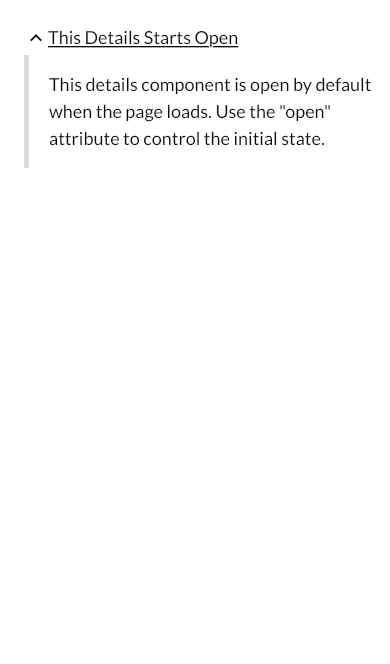 This Details Starts Open
This details component is open by default
when the page loads. Use the "open"
attribute to control the initial state.